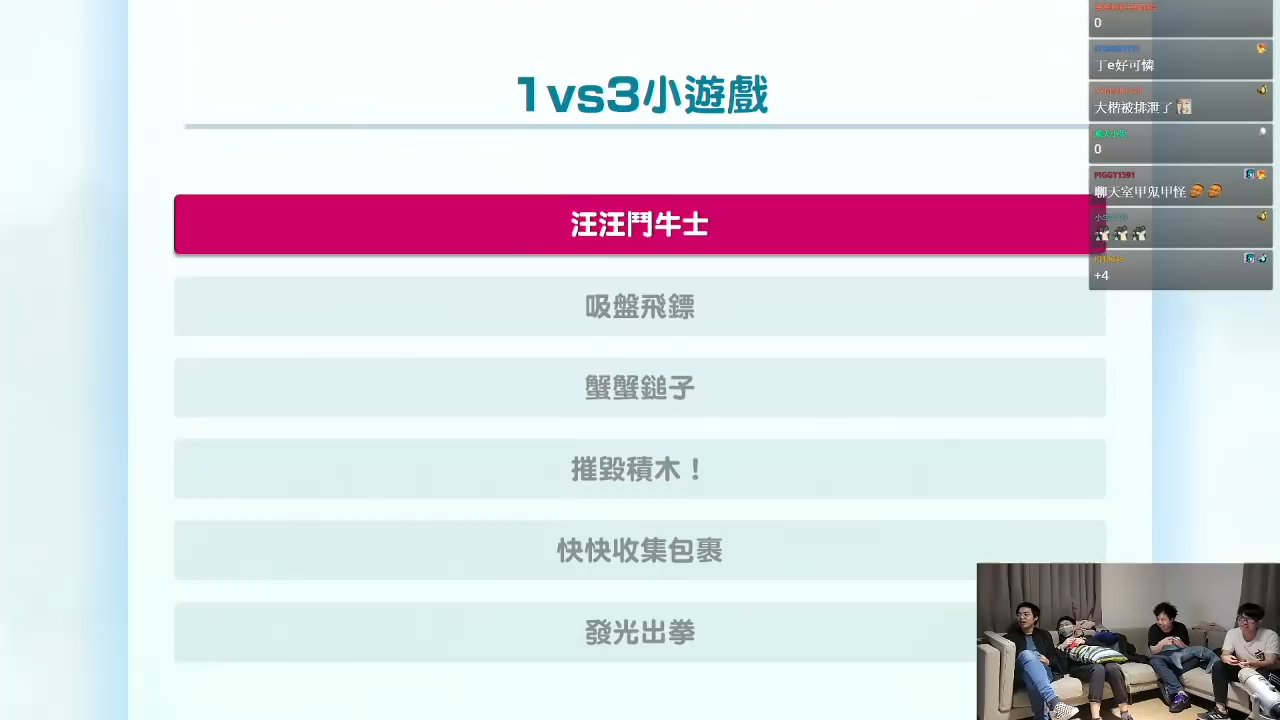 1vs3小遊戲
汪汪鬥牛士
吸盤飛鏢
蟹蟹鎚子
摧毀積木！
快快收集包裹
發光出拳
0
丁e好可憐
大楷被排泄了
0
PIGGY1591
聊天室甲鬼甲怪
+4